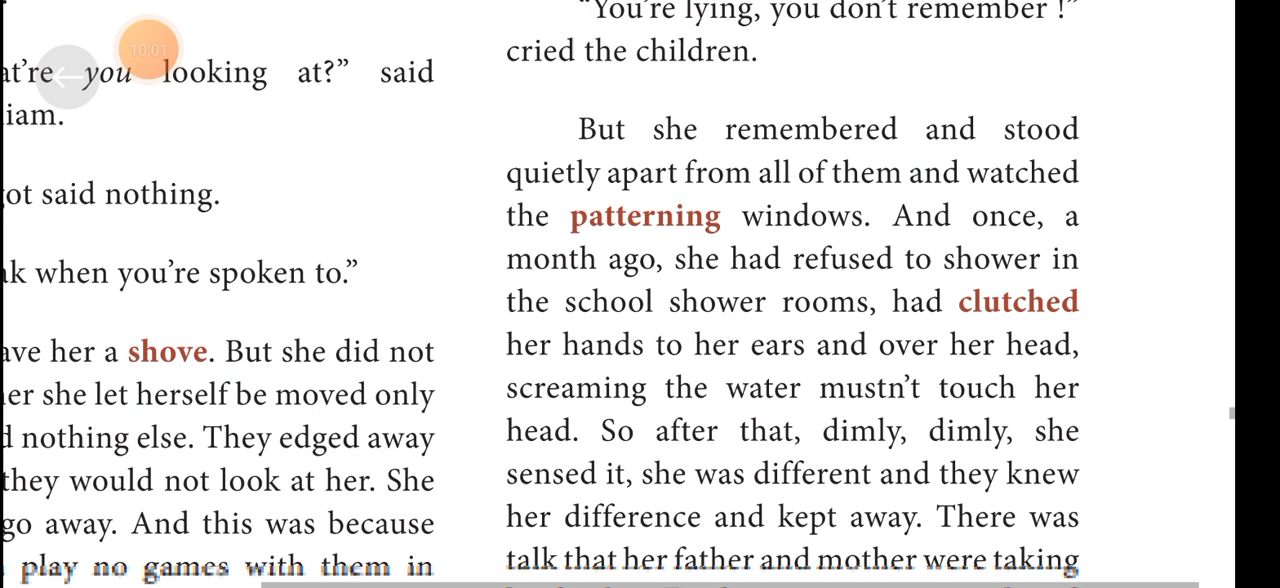 10:01
you looking at?” said
iam.
said nothing.
when you’re spoken to.”
her a shove. But she did not
she let herself be moved only
nothing else. They edged away
they would not look at her. She
go away. And this was because
play no games with them in
“You’re lying, you don’t remember !”
cried the children.
But she remembered and stood
quietly apart from all of them and watched
the patterning windows. And once, a
month ago, she had refused to shower in
the school shower rooms, had clutched
her hands to her ears and over her head,
screaming the water mustn’t touch her
head. So after that, dimly, dimly, she
sensed it, she was different and they knew
her difference and kept away. There was
talk that her father and mother were taking